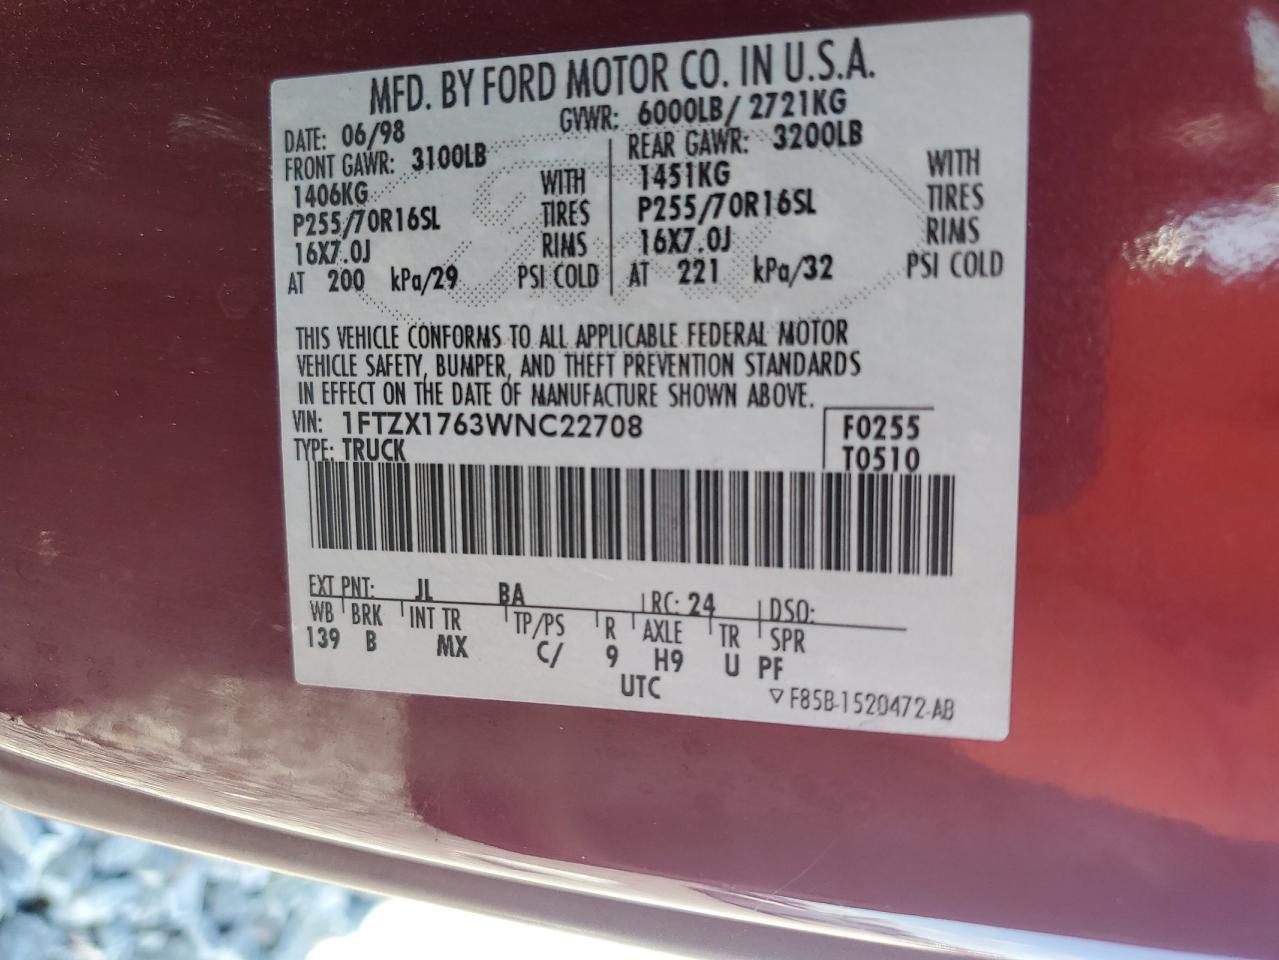 MFD. BY FORD MOTOR CO. IN U.S.A.
DATE: 06/98 GVWR: 6000LB/ 2721KG
FRONT GAWR: 3100LB REAR GAWR: 3200LB
1406KG WITH 1451KG WITH
P255/70R16SL TIRES P255/70R16SL TIRES
16X7.0J RIMS 16X7.0J RIMS
AT 200 kPa/29 PSI COLD AT 221 kPa/32 PSI COLD
THIS VEHICLE CONFORMS TO ALL APPLICABLE FEDERAL MOTOR
VEHICLE SAFETY, BUMPER, AND THEFT PREVENTION STANDARDS
IN EFFECT ON THE DATE OF MANUFACTURE SHOWN ABOVE.
VIN: 1FTZX1763WNC22708 F0255
TYPE: TRUCK T0510
EXT PNT: JL BA RC: 24 DSO:
WB BRK INT TR TP/PS R AXLE TR SPR
139 B MX C/ 9 H9 U PF
UTC
▽ F85B-1520472-AB